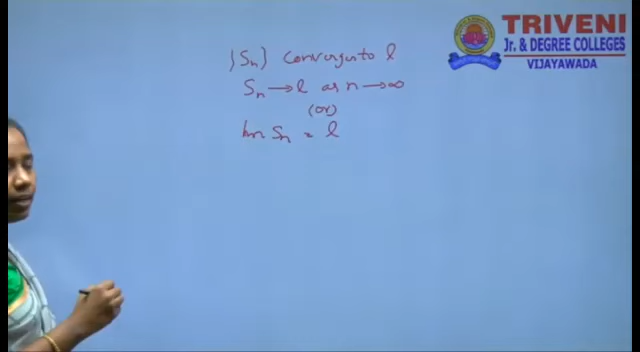 {Sn} converges to l
Sn → l as n → ∞
(or)
lim Sn = l
TRIVENI
Jr. & DEGREE COLLEGES
VIJAYAWADA